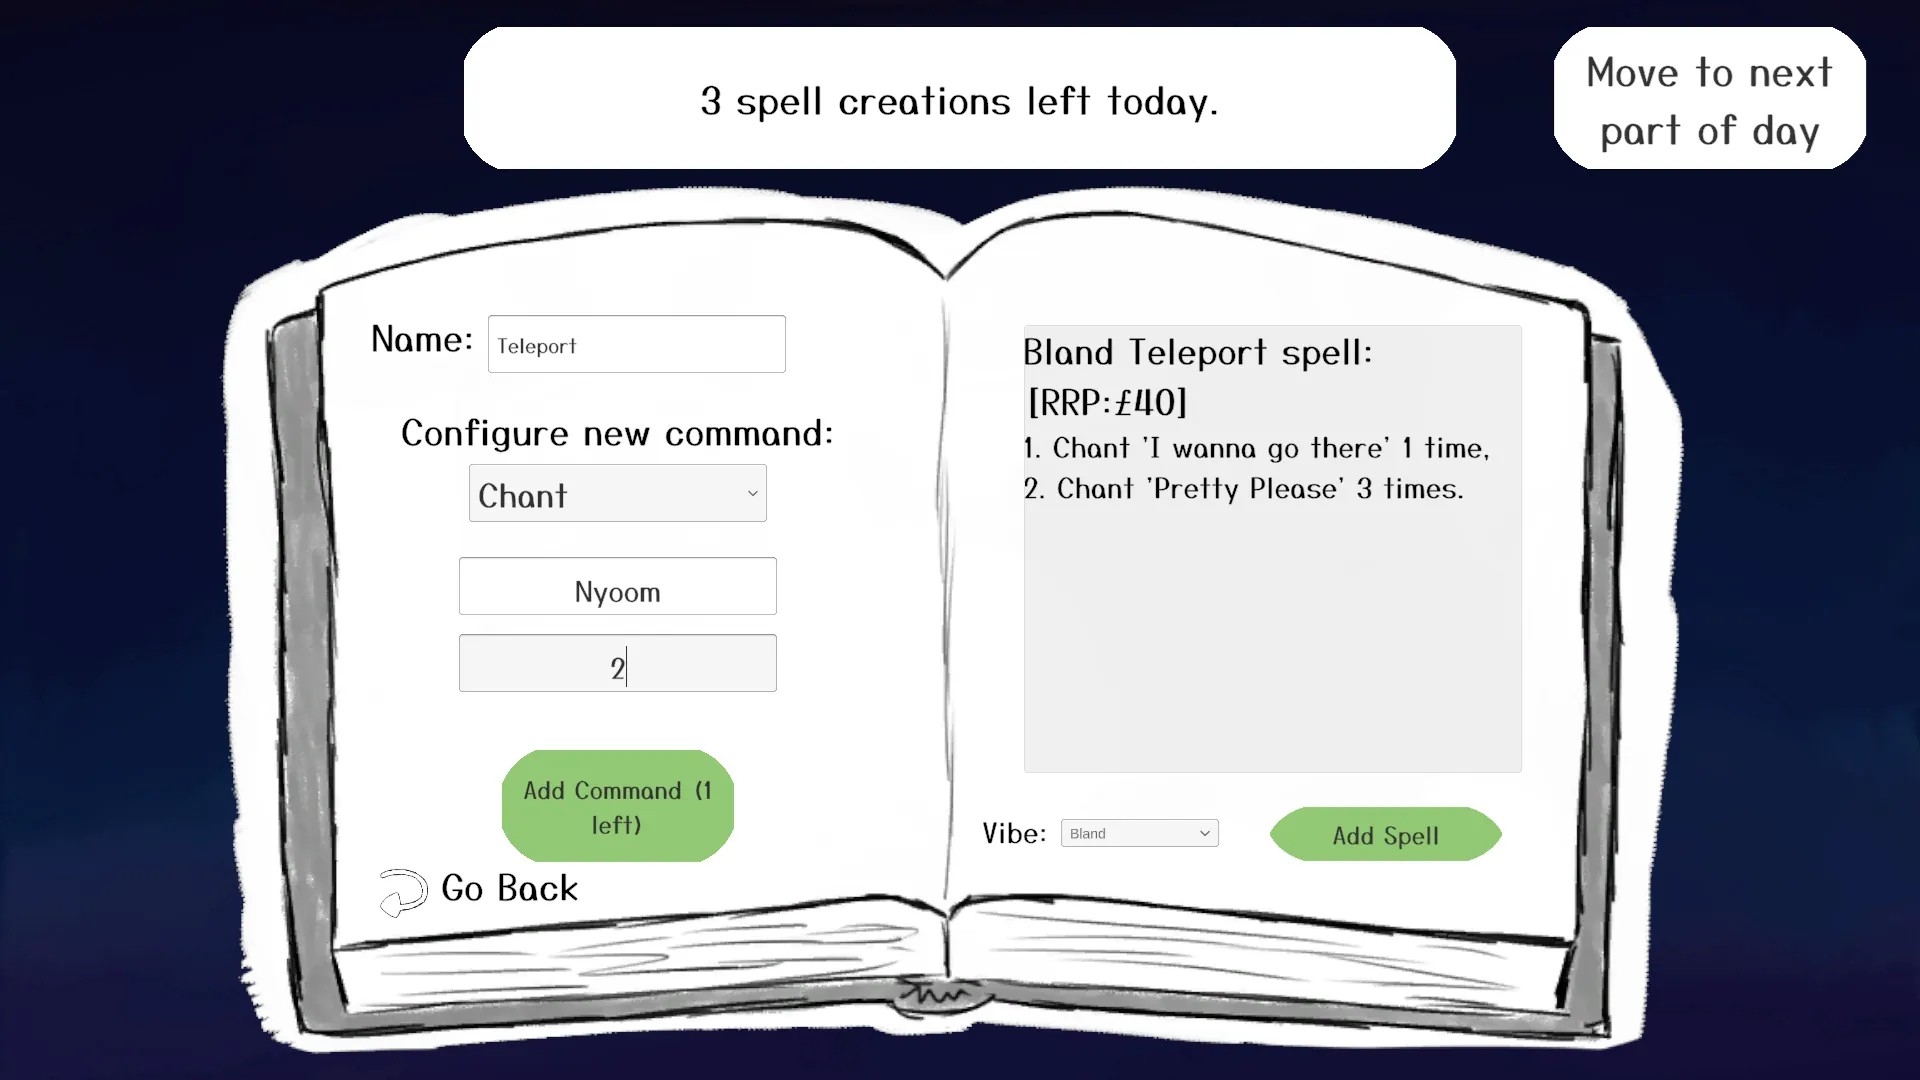 3 spell creations left today.
Move to next
part of day
Name: Teleport
Configure new command:
Chant
Nyoom
2
Add Command (1
left)
Go Back
Bland Teleport spell:
[RRP:£40]
1. Chant 'I wanna go there' 1 time,
2. Chant 'Pretty Please' 3 times.
Vibe: Bland
Add Spell